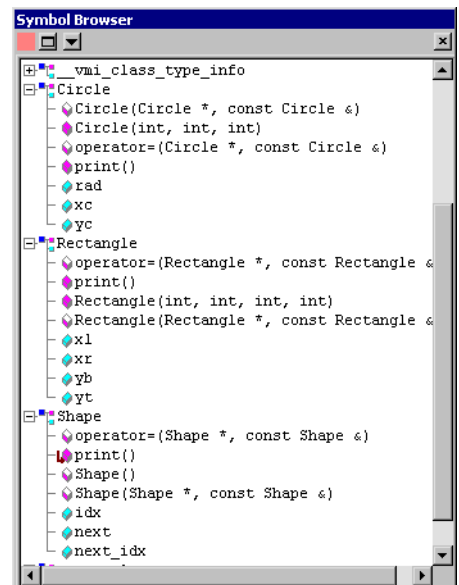 Symbol Browser
__vmi_class_type_info
Circle
Circle(Circle *, const Circle &)
Circle(int, int, int)
operator=(Circle *, const Circle &)
print()
rad
xc
yc
Rectangle
operator=(Rectangle *, const Rectangle &
print()
Rectangle(int, int, int, int)
Rectangle(Rectangle *, const Rectangle &
xl
xr
yb
yt
Shape
operator=(Shape *, const Shape &)
print()
Shape()
Shape(Shape *, const Shape &)
idx
next
next_idx